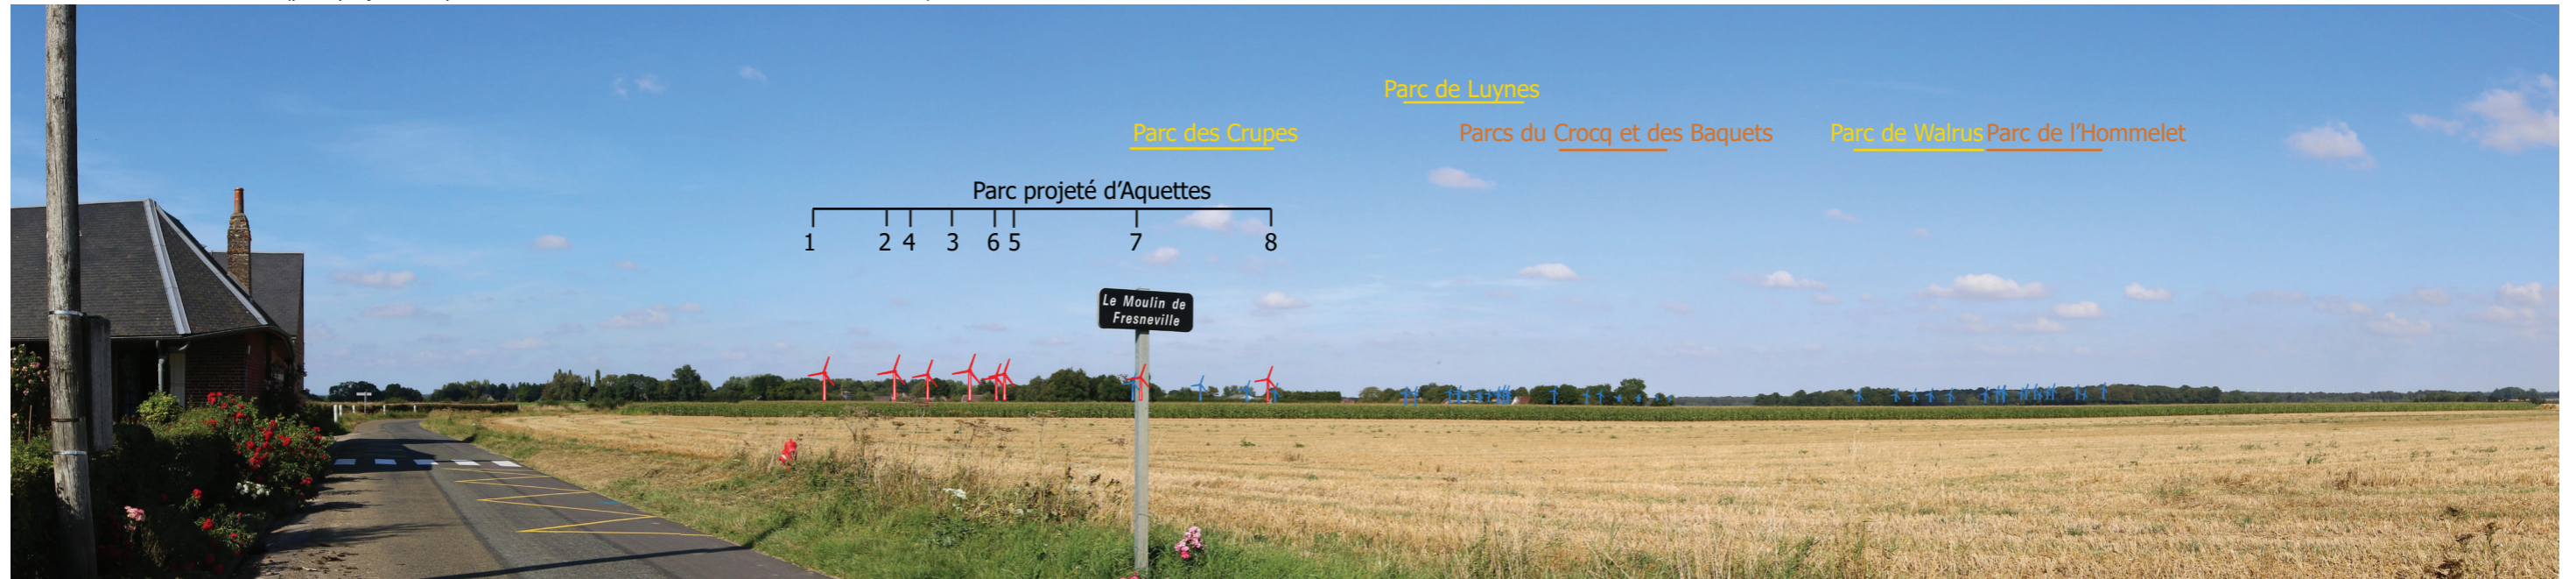 Parc de Luynes
Parc des Crupes
Parcs du Crocq et des Baquets
Parc de Walrus
Parc de l'Hommelet
Parc projeté d'Aquettes
1 2 4 3 6 5 7 8
Le Moulin de
Fresneville